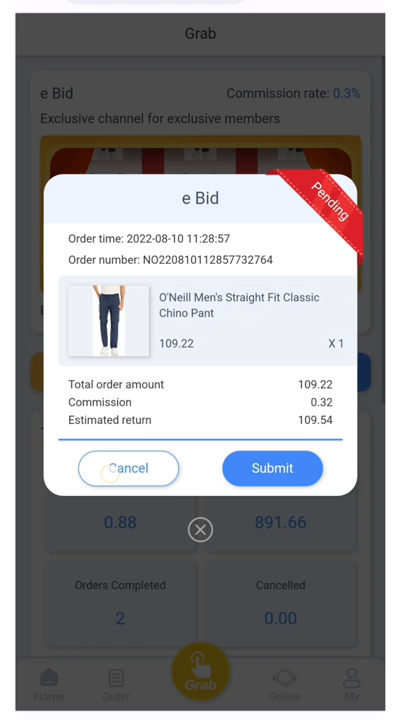 Grab
e Bid
Commission rate: 0.3%
Exclusive channel for exclusive members
Pending
e Bid
Order time: 2022-08-10 11:28:57
Order number: NO220810112857732764
O'Neill Men's Straight Fit Classic
Chino Pant
109.22
X 1
Total order amount
109.22
Commission
0.32
Estimated return
109.54
Cancel
Submit
0.88
891.66
Orders Completed
Cancelled
2
0.00
Home
Order
Grab
Online
My